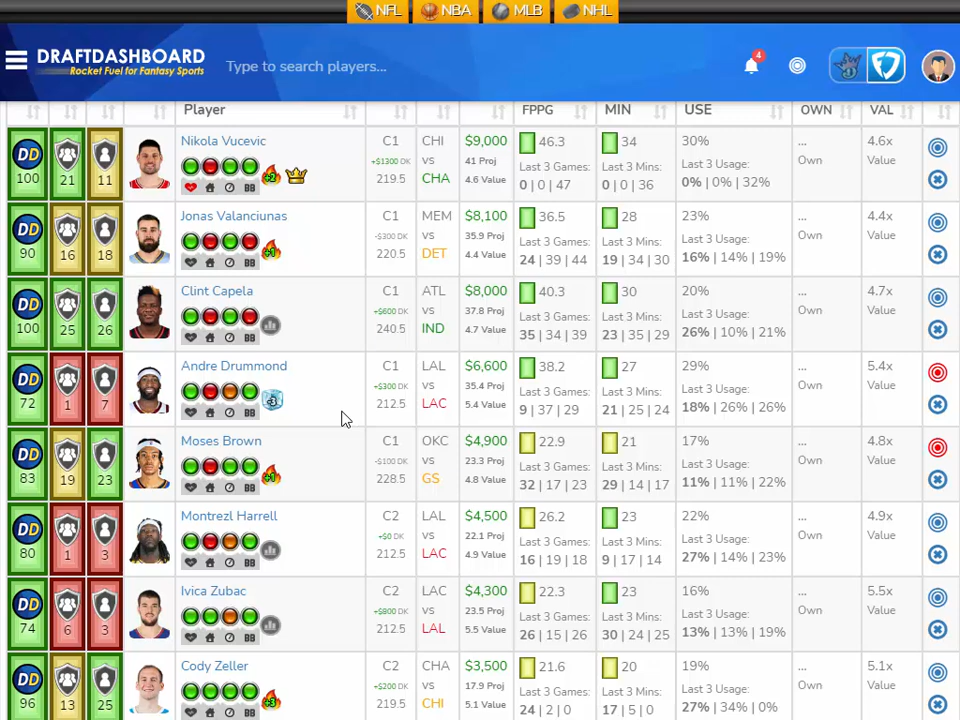 NFL NBA MLB NHL
DRAFTDASHBOARD
Rocket Fuel for Fantasy Sports
Type to search players...
4
Player FPPG MIN USE OWN VAL
DD 100 21 11 Nikola Vucevic +2 BB C1 +$1300 DK 219.5 CHI VS CHA $9,000 41 Proj 4.6 Value 46.3 Last 3 Games: 0 | 0 | 47 34 Last 3 Mins: 0 | 0 | 36 30% Last 3 Usage: 0% | 0% | 32% ... Own 4.6x Value
DD 90 16 18 Jonas Valanciunas +1 BB C1 -$300 DK 220.5 MEM VS DET $8,100 35.9 Proj 4.4 Value 36.5 Last 3 Games: 24 | 39 | 44 28 Last 3 Mins: 19 | 34 | 30 23% Last 3 Usage: 16% | 14% | 19% ... Own 4.4x Value
DD 100 25 26 Clint Capela BB C1 +$600 DK 240.5 ATL VS IND $8,000 37.8 Proj 4.7 Value 40.3 Last 3 Games: 35 | 34 | 39 30 Last 3 Mins: 23 | 35 | 29 20% Last 3 Usage: 26% | 10% | 21% ... Own 4.7x Value
DD 72 1 7 Andre Drummond -3 BB C1 +$300 DK 212.5 LAL VS LAC $6,600 35.4 Proj 5.4 Value 38.2 Last 3 Games: 9 | 37 | 29 27 Last 3 Mins: 21 | 25 | 24 29% Last 3 Usage: 18% | 26% | 26% ... Own 5.4x Value
DD 83 19 23 Moses Brown +1 BB C1 -$100 DK 228.5 OKC VS GS $4,900 23.3 Proj 4.8 Value 22.9 Last 3 Games: 32 | 17 | 23 21 Last 3 Mins: 29 | 14 | 17 17% Last 3 Usage: 11% | 11% | 22% ... Own 4.8x Value
DD 80 1 3 Montrezl Harrell BB C2 +$0 DK 212.5 LAL VS LAC $4,500 22.1 Proj 4.9 Value 26.2 Last 3 Games: 16 | 19 | 18 23 Last 3 Mins: 9 | 17 | 14 22% Last 3 Usage: 27% | 14% | 23% ... Own 4.9x Value
DD 74 6 3 Ivica Zubac BB C2 +$800 DK 212.5 LAC VS LAL $4,300 23.5 Proj 5.5 Value 22.3 Last 3 Games: 26 | 15 | 26 23 Last 3 Mins: 30 | 24 | 25 16% Last 3 Usage: 13% | 13% | 19% ... Own 5.5x Value
DD 96 13 25 Cody Zeller +3 BB C2 +$200 DK 219.5 CHA VS CHI $3,500 17.9 Proj 5.1 Value 21.6 Last 3 Games: 24 | 2 | 0 20 Last 3 Mins: 17 | 5 | 0 19% Last 3 Usage: 27% | 34% | 0% ... Own 5.1x Value